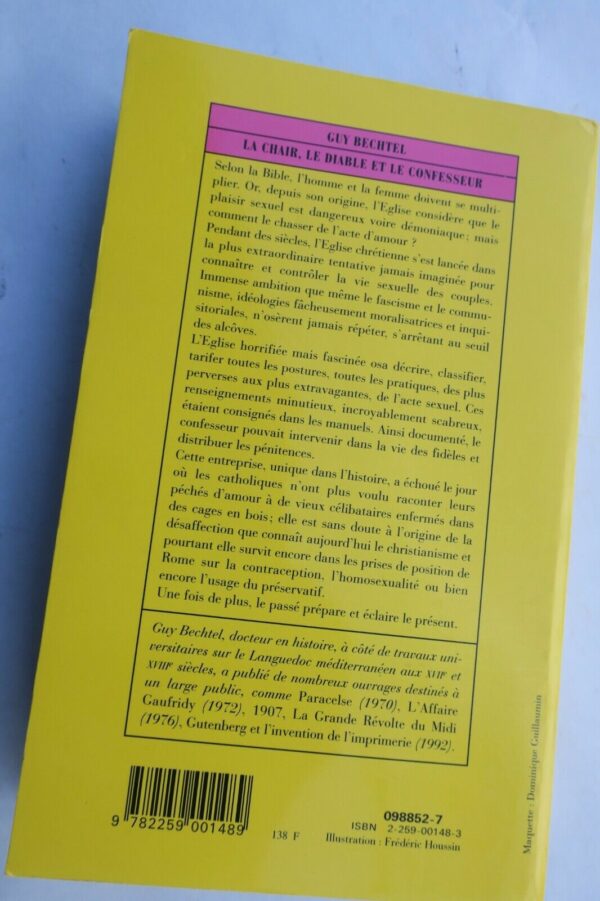 GUY BECHTEL
LA CHAIR, LE DIABLE ET LE CONFESSEUR
Selon la Bible, l'homme et la femme doivent se multi-
plier. Or, depuis son origine, l'Eglise considère que le
plaisir sexuel est dangereux voire démoniaque ; mais
comment le chasser de l'acte d'amour ?
Pendant des siècles, l'Eglise chrétienne s'est lancée dans
la plus extraordinaire tentative jamais imaginée pour
connaître et contrôler la vie sexuelle des couples.
Immense ambition que même le fascisme et le commu-
nisme, idéologies fâcheusement moralisatrices et inqui-
sitoriales, n'osèrent jamais répéter, s'arrêtant au seuil
des alcôves.
L'Eglise horrifiée mais fascinée osa décrire, classifier,
tarifer toutes les postures, toutes les pratiques, des plus
perverses aux plus extravagantes, de l'acte sexuel. Ces
renseignements minutieux, incroyablement scabreux,
étaient consignés dans les manuels. Ainsi documenté, le
confesseur pouvait intervenir dans la vie des fidèles et
distribuer les pénitences.
Cette entreprise, unique dans l'histoire, a échoué le jour
où les catholiques n'ont plus voulu raconter leurs
péchés d'amour à de vieux célibataires enfermés dans
des cages en bois ; elle est sans doute à l'origine de la
désaffection que connaît aujourd'hui le christianisme et
pourtant elle survit encore dans les prises de position de
Rome sur la contraception, l'homosexualité ou bien
encore l'usage du préservatif.
Une fois de plus, le passé prépare et éclaire le présent.
Guy Bechtel, docteur en histoire, à côté de travaux uni-
versitaires sur le Languedoc méditerranéen aux XVIIe et
XVIIIe siècles, a publié de nombreux ouvrages destinés à
un large public, comme Paracelse (1970), L'Affaire
Gaufridy (1972), 1907, La Grande Révolte du Midi
(1976), Gutenberg et l'invention de l'imprimerie (1992).
9 782259 001489
138 F
098852-7
ISBN 2-259-00148-3
Illustration : Frédéric Houssin
Maquette : Dominique Guillaumin